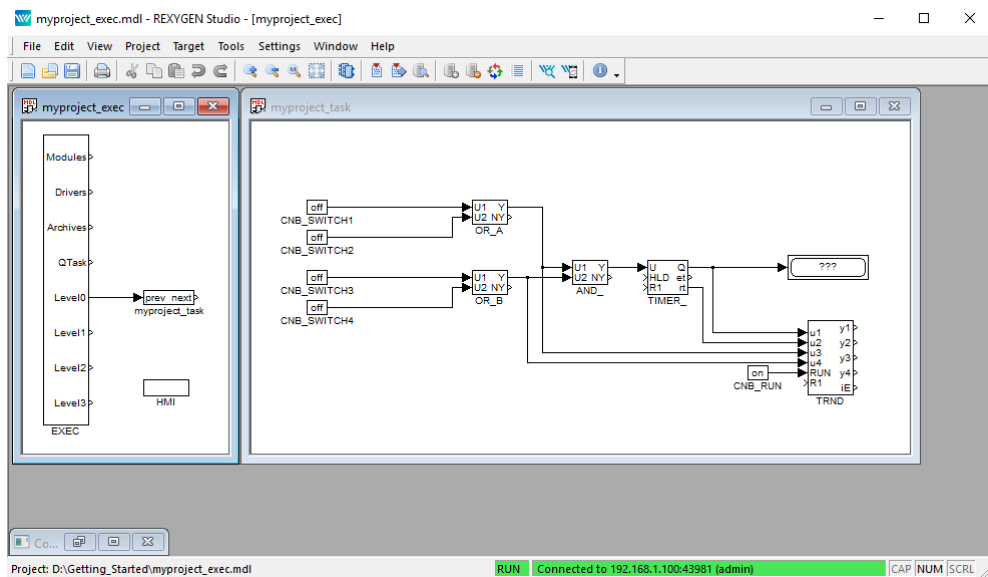 myproject_exec.mdl - REXYGEN Studio - [myproject_exec]
File Edit View Project Target Tools Settings Window Help
myproject_exec
Modules
Drivers
Archives
QTask
Level0
prev next
myproject_task
Level1
Level2
HMI
Level3
EXEC
myproject_task
off
CNB_SWITCH1
off
CNB_SWITCH2
U1 Y
U2 NY
OR_A
off
CNB_SWITCH3
off
CNB_SWITCH4
U1 Y
U2 NY
OR_B
U1 Y
U2 NY
AND_
U Q
HLD et
R1 rt
TIMER_
???
on
CNB_RUN
u1 y1
u2 y2
u3 y3
u4
RUN y4
R1 iE
TRND
Co...
Project: D:\Getting_Started\myproject_exec.mdl RUN Connected to 192.168.1.100:43981 (admin) CAP NUM SCRL